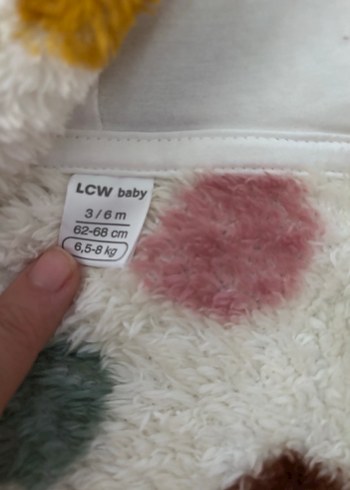 LCW baby
3 / 6 m
62-68 cm
6,5-8 kg